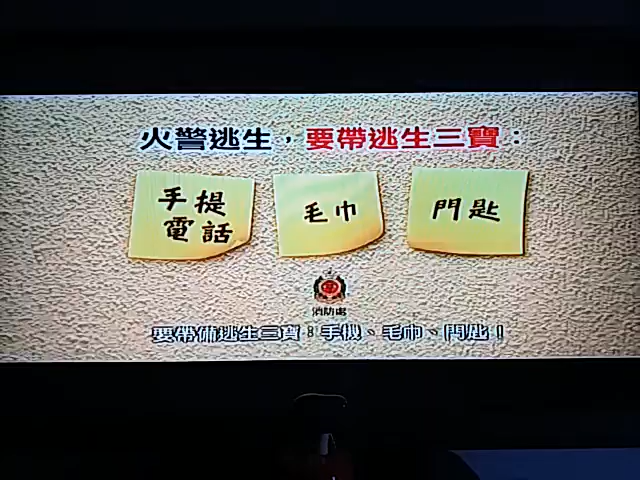 火警逃生，要帶逃生三寶：
手提
電話
毛巾
門匙
消防處
要帶備逃生三寶：手機、毛巾、門匙！